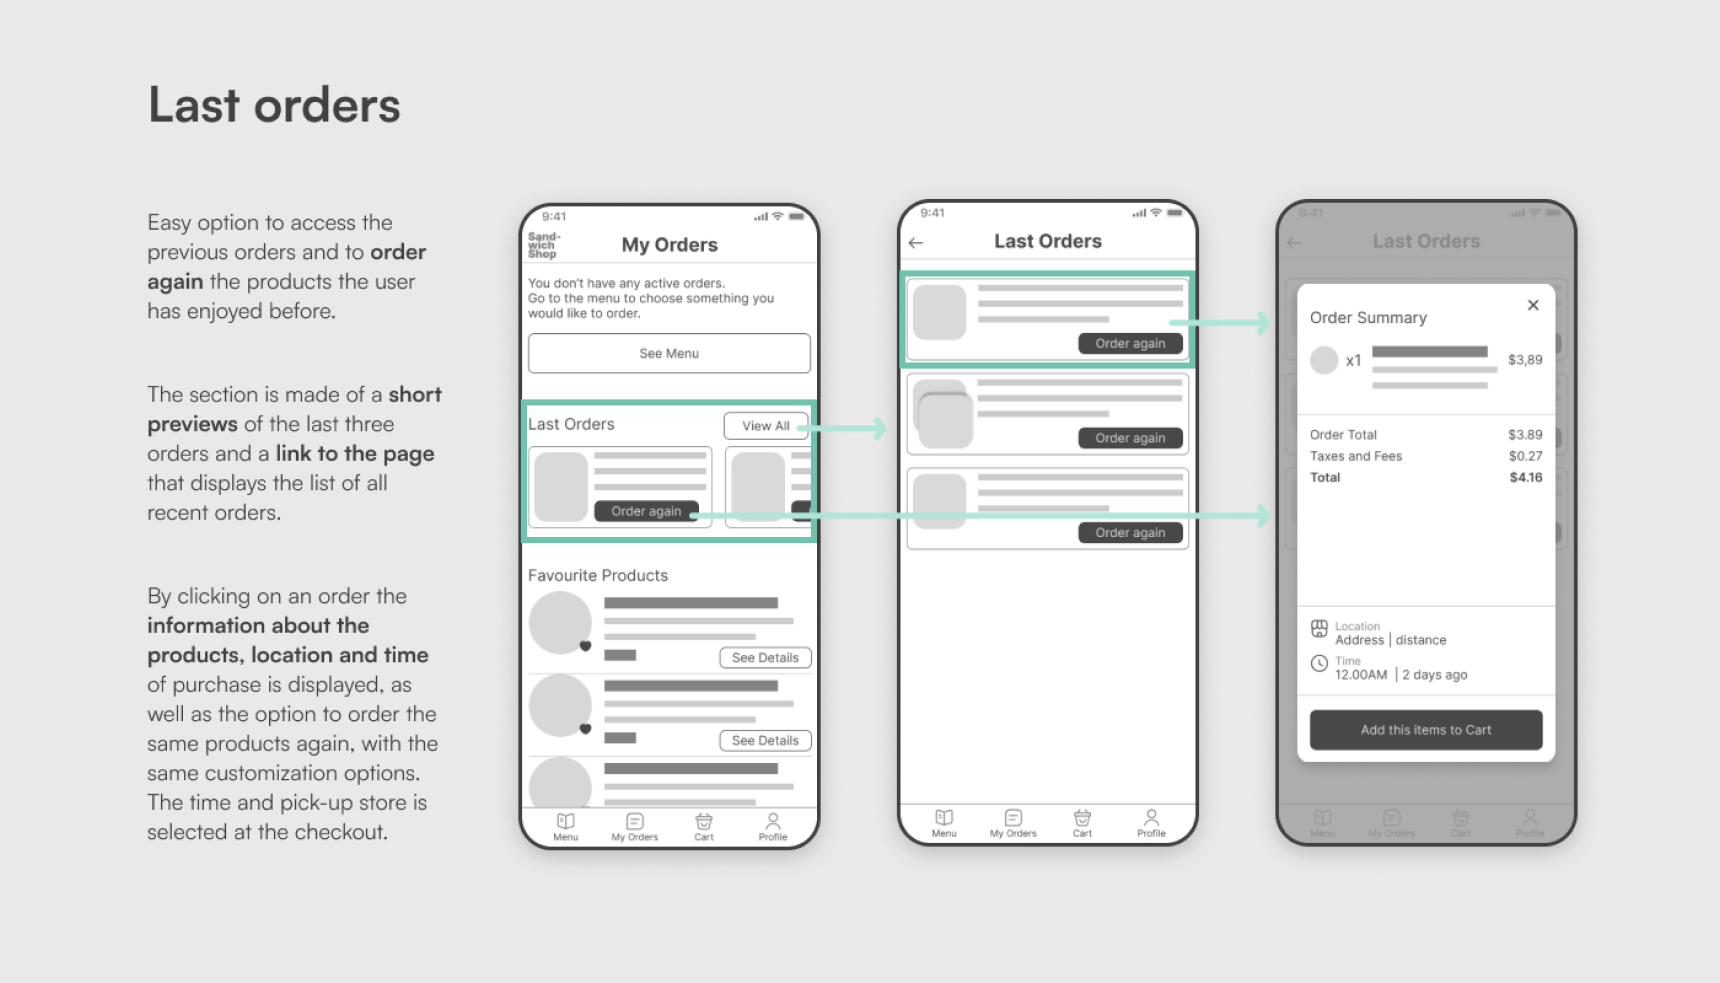 Last orders
Easy option to access the
previous orders and to order
again the products the user
has enjoyed before.
The section is made of a short
previews of the last three
orders and a link to the page
that displays the list of all
recent orders.
By clicking on an order the
information about the
products, location and time
of purchase is displayed, as
well as the option to order the
same products again, with the
same customization options.
The time and pick-up store is
selected at the checkout.
9:41
Sand-
wich
Shop
My Orders
You don't have any active orders.
Go to the menu to choose something you
would like to order.
See Menu
Last Orders
View All
Order again
Favourite Products
See Details
See Details
Menu
My Orders
Cart
Profile
9:41
Last Orders
Order again
Order again
Order again
Menu
My Orders
Cart
Profile
9:41
Last Orders
Order Summary
x1
$3,89
Order Total $3.89
Taxes and Fees $0.27
Total $4.16
Location
Address | distance
Time
12.00AM | 2 days ago
Add this items to Cart
Menu
My Orders
Cart
Profile